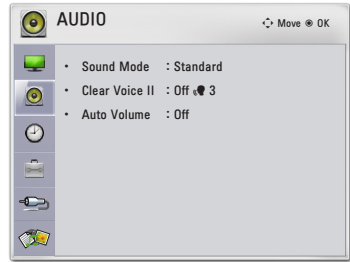 AUDIO
Move OK
• Sound Mode : Standard
• Clear Voice II : Off 3
• Auto Volume : Off